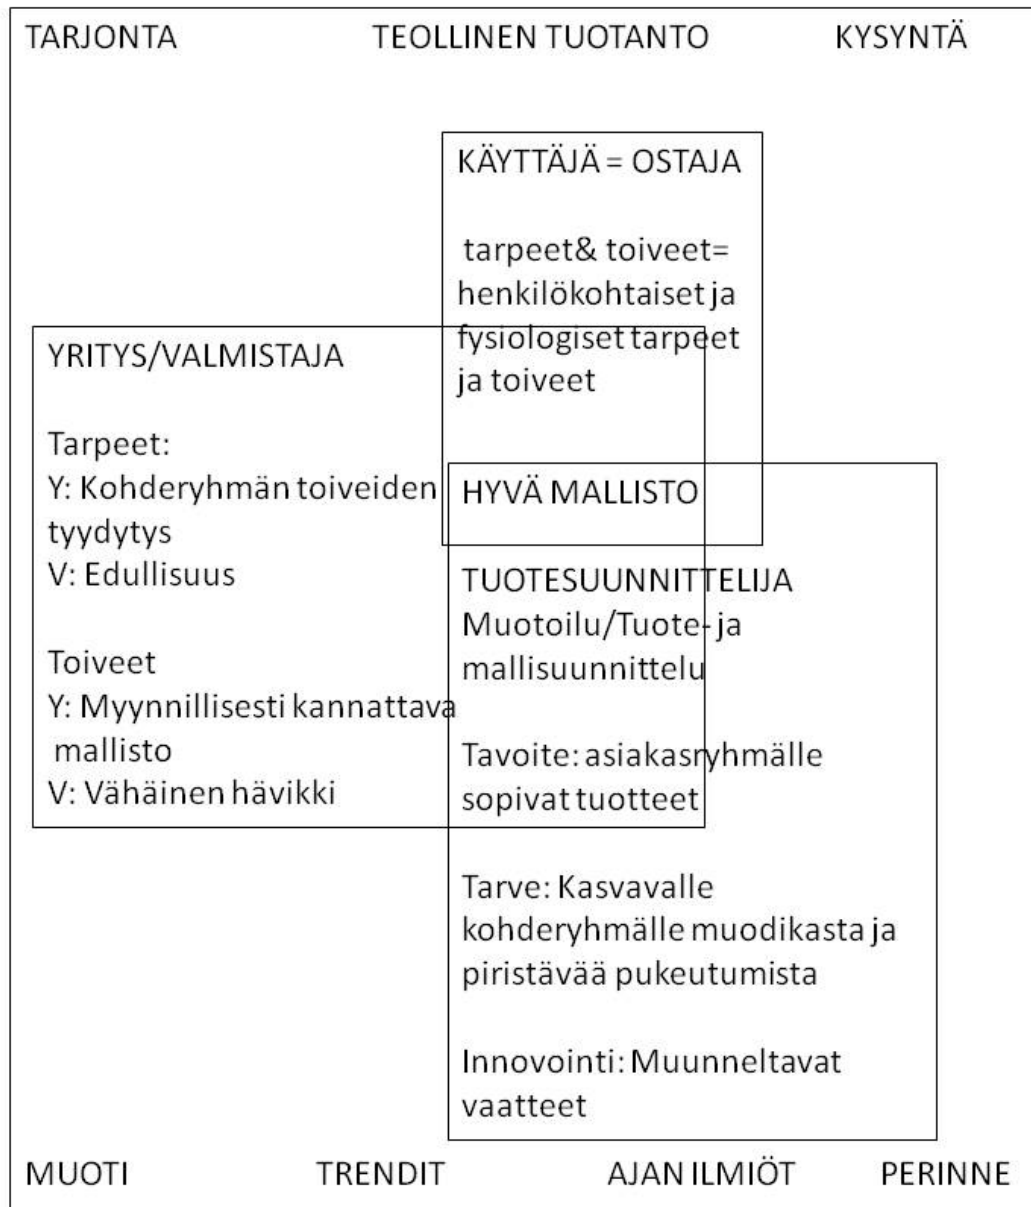 TARJONTA TEOLLINEN TUOTANTO KYSYNTÄ
KÄYTTÄJÄ = OSTAJA
tarpeet& toiveet=
henkilökohtaiset ja
fysiologiset tarpeet
ja toiveet
YRITYS/VALMISTAJA
Tarpeet:
Y: Kohderyhmän toiveiden
tyydytys
V: Edullisuus
Toiveet
Y: Myynnillisesti kannattava
mallisto
V: Vähäinen hävikki
HYVÄ MALLISTO
TUOTESUUNNITTELIJA
Muotoilu/Tuote- ja
mallisuunnittelu
Tavoite: asiakasryhmälle
sopivat tuotteet
Tarve: Kasvavalle
kohderyhmälle muodikasta ja
piristävää pukeutumista
Innovointi: Muunneltavat
vaatteet
MUOTI TRENDIT AJAN ILMIÖT PERINNE